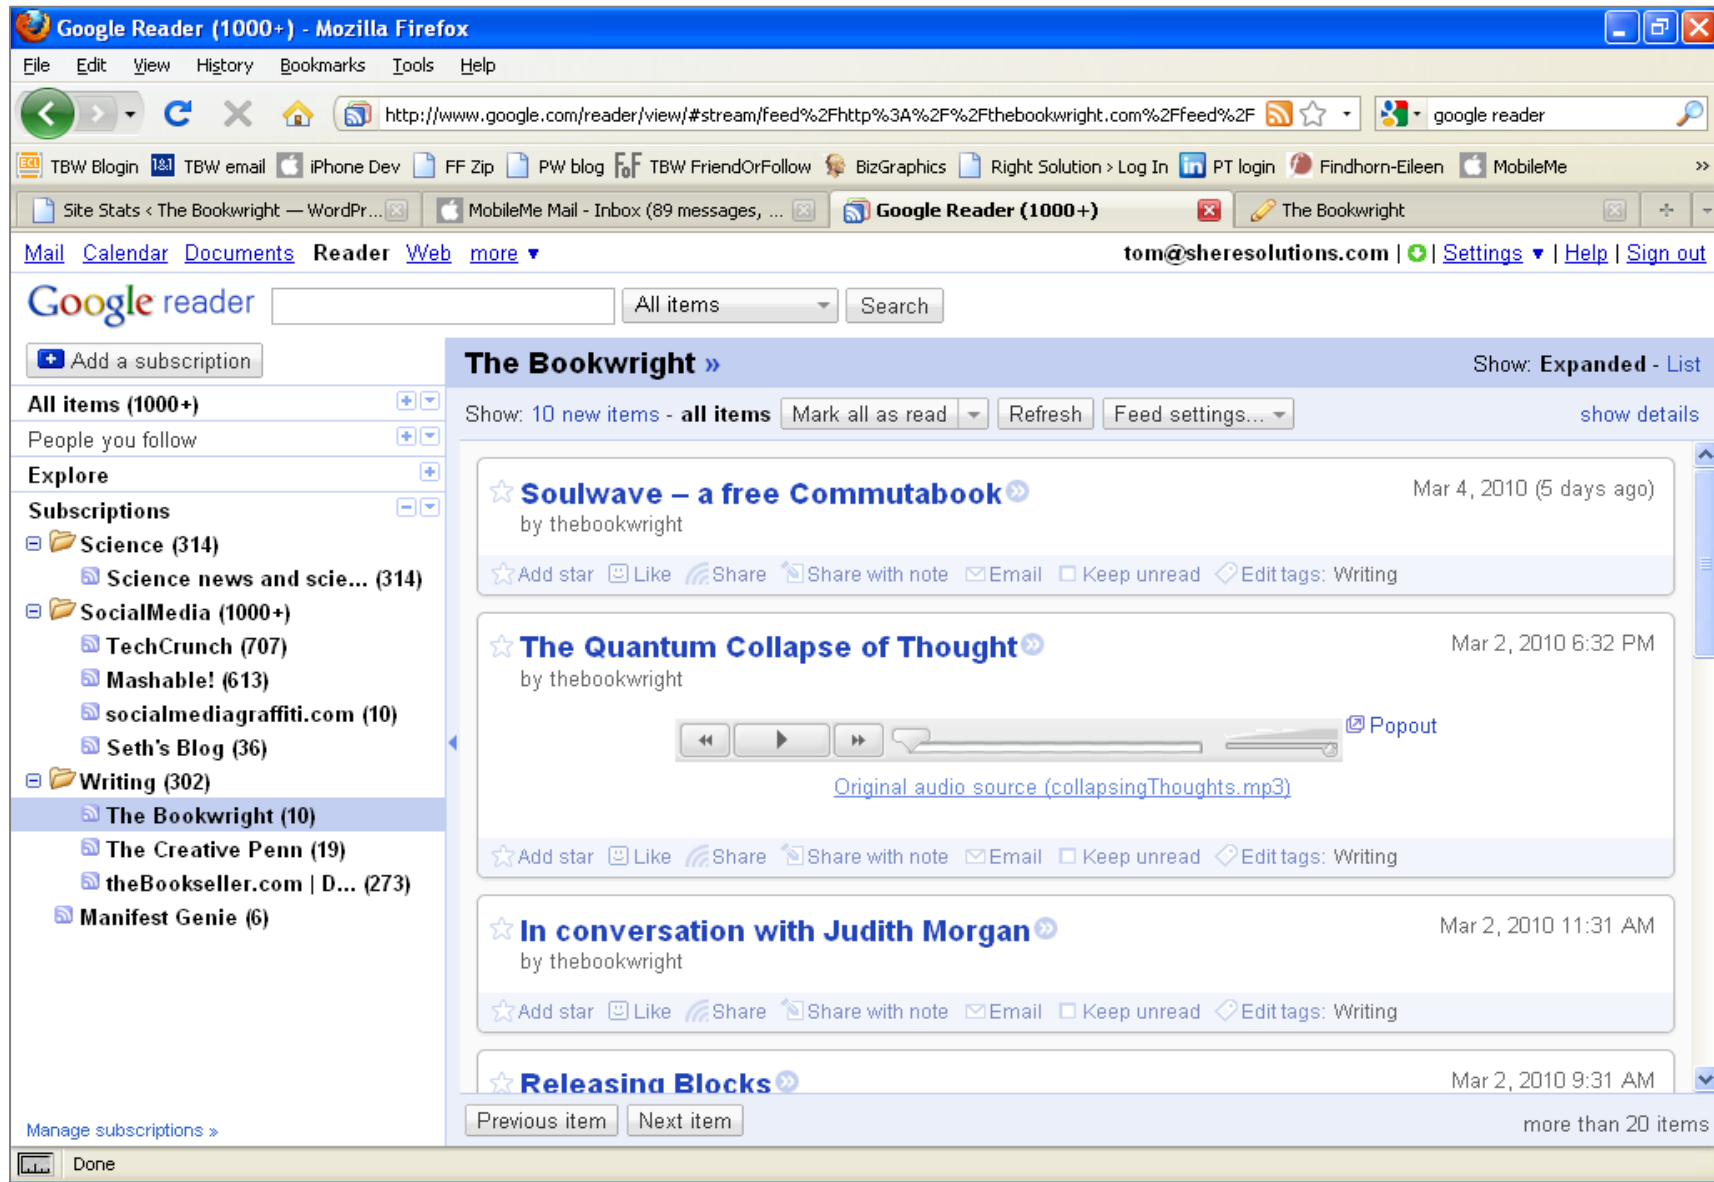 Google Reader (1000+) - Mozilla Firefox
File Edit View History Bookmarks Tools Help
http://www.google.com/reader/view/#stream/feed%2Fhttp%3A%2F%2Fthebookwright.com%2Ffeed%2F google reader
ECL TBW Blogin 1&1 TBW email iPhone Dev FF Zip PW blog FoF TBW FriendOrFollow BizGraphics Right Solution > Log In in PT login Findhorn-Eileen MobileMe »
Site Stats < The Bookwright — WordPr... MobileMe Mail - Inbox (89 messages, ... Google Reader (1000+) The Bookwright
Mail Calendar Documents Reader Web more ▼ tom@sheresolutions.com | Settings ▼ | Help | Sign out
Google reader All items Search
Add a subscription
All items (1000+)
People you follow
Explore
Subscriptions
Science (314)
Science news and scie... (314)
SocialMedia (1000+)
TechCrunch (707)
Mashable! (613)
socialmediagraffiti.com (10)
Seth's Blog (36)
Writing (302)
The Bookwright (10)
The Creative Penn (19)
theBookseller.com | D... (273)
Manifest Genie (6)
Manage subscriptions »
The Bookwright » Show: Expanded - List
Show: 10 new items - all items Mark all as read Refresh Feed settings... show details
Soulwave – a free Commutabook » Mar 4, 2010 (5 days ago)
by thebookwright
Add star Like Share Share with note Email Keep unread Edit tags: Writing
The Quantum Collapse of Thought » Mar 2, 2010 6:32 PM
by thebookwright
Popout
Original audio source (collapsingThoughts.mp3)
Add star Like Share Share with note Email Keep unread Edit tags: Writing
In conversation with Judith Morgan » Mar 2, 2010 11:31 AM
by thebookwright
Add star Like Share Share with note Email Keep unread Edit tags: Writing
Releasing Blocks » Mar 2, 2010 9:31 AM
Previous item Next item more than 20 items
Done